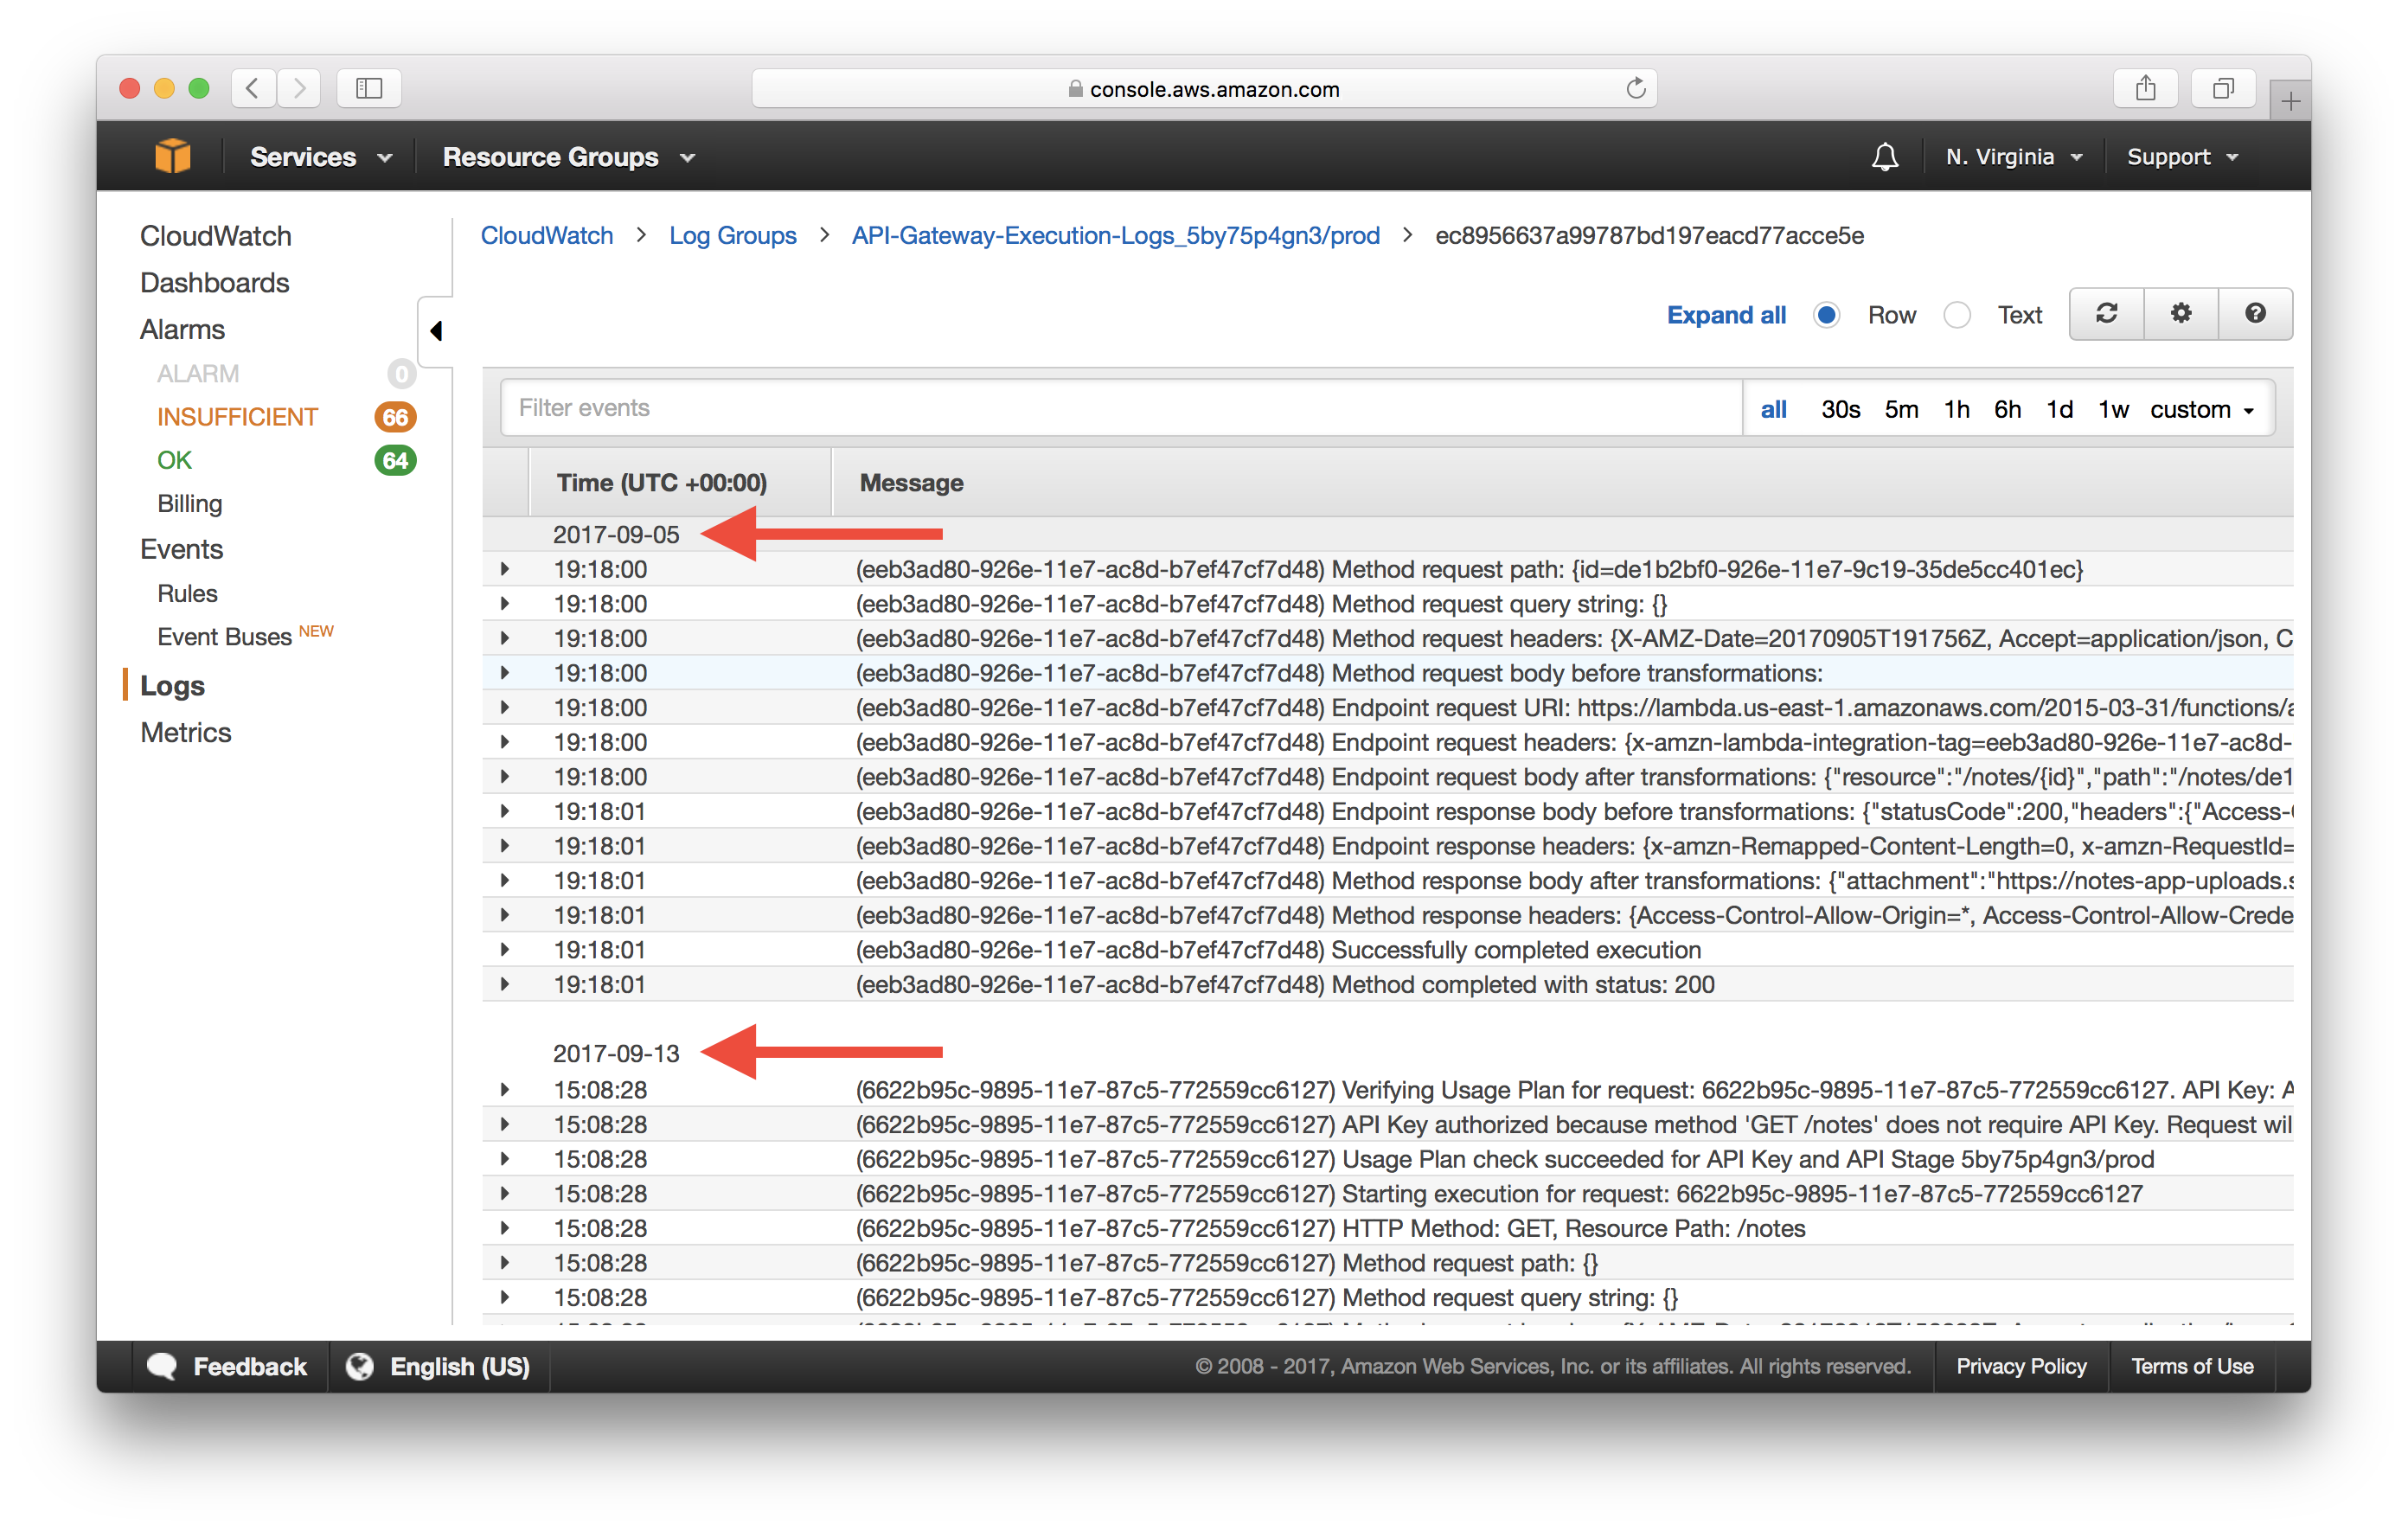 console.aws.amazon.com
Services Resource Groups N. Virginia Support
CloudWatch
Dashboards
Alarms
ALARM 0
INSUFFICIENT 66
OK 64
Billing
Events
Rules
Event Buses NEW
Logs
Metrics
CloudWatch > Log Groups > API-Gateway-Execution-Logs_5by75p4gn3/prod > ec8956637a99787bd197eacd77acce5e
Expand all Row Text
Filter events all 30s 5m 1h 6h 1d 1w custom
Time (UTC +00:00) Message
2017-09-05
19:18:00 (eeb3ad80-926e-11e7-ac8d-b7ef47cf7d48) Method request path: {id=de1b2bf0-926e-11e7-9c19-35de5cc401ec}
19:18:00 (eeb3ad80-926e-11e7-ac8d-b7ef47cf7d48) Method request query string: {}
19:18:00 (eeb3ad80-926e-11e7-ac8d-b7ef47cf7d48) Method request headers: {X-AMZ-Date=20170905T191756Z, Accept=application/json, C
19:18:00 (eeb3ad80-926e-11e7-ac8d-b7ef47cf7d48) Method request body before transformations:
19:18:00 (eeb3ad80-926e-11e7-ac8d-b7ef47cf7d48) Endpoint request URI: https://lambda.us-east-1.amazonaws.com/2015-03-31/functions/a
19:18:00 (eeb3ad80-926e-11e7-ac8d-b7ef47cf7d48) Endpoint request headers: {x-amzn-lambda-integration-tag=eeb3ad80-926e-11e7-ac8d-
19:18:00 (eeb3ad80-926e-11e7-ac8d-b7ef47cf7d48) Endpoint request body after transformations: {"resource":"/notes/{id}","path":"/notes/de1
19:18:01 (eeb3ad80-926e-11e7-ac8d-b7ef47cf7d48) Endpoint response body before transformations: {"statusCode":200,"headers":{"Access-
19:18:01 (eeb3ad80-926e-11e7-ac8d-b7ef47cf7d48) Endpoint response headers: {x-amzn-Remapped-Content-Length=0, x-amzn-RequestId=
19:18:01 (eeb3ad80-926e-11e7-ac8d-b7ef47cf7d48) Method response body after transformations: {"attachment":"https://notes-app-uploads.s
19:18:01 (eeb3ad80-926e-11e7-ac8d-b7ef47cf7d48) Method response headers: {Access-Control-Allow-Origin=*, Access-Control-Allow-Crede
19:18:01 (eeb3ad80-926e-11e7-ac8d-b7ef47cf7d48) Successfully completed execution
19:18:01 (eeb3ad80-926e-11e7-ac8d-b7ef47cf7d48) Method completed with status: 200
2017-09-13
15:08:28 (6622b95c-9895-11e7-87c5-772559cc6127) Verifying Usage Plan for request: 6622b95c-9895-11e7-87c5-772559cc6127. API Key: A
15:08:28 (6622b95c-9895-11e7-87c5-772559cc6127) API Key authorized because method 'GET /notes' does not require API Key. Request wil
15:08:28 (6622b95c-9895-11e7-87c5-772559cc6127) Usage Plan check succeeded for API Key and API Stage 5by75p4gn3/prod
15:08:28 (6622b95c-9895-11e7-87c5-772559cc6127) Starting execution for request: 6622b95c-9895-11e7-87c5-772559cc6127
15:08:28 (6622b95c-9895-11e7-87c5-772559cc6127) HTTP Method: GET, Resource Path: /notes
15:08:28 (6622b95c-9895-11e7-87c5-772559cc6127) Method request path: {}
15:08:28 (6622b95c-9895-11e7-87c5-772559cc6127) Method request query string: {}
Feedback English (US) © 2008 - 2017, Amazon Web Services, Inc. or its affiliates. All rights reserved. Privacy Policy Terms of Use